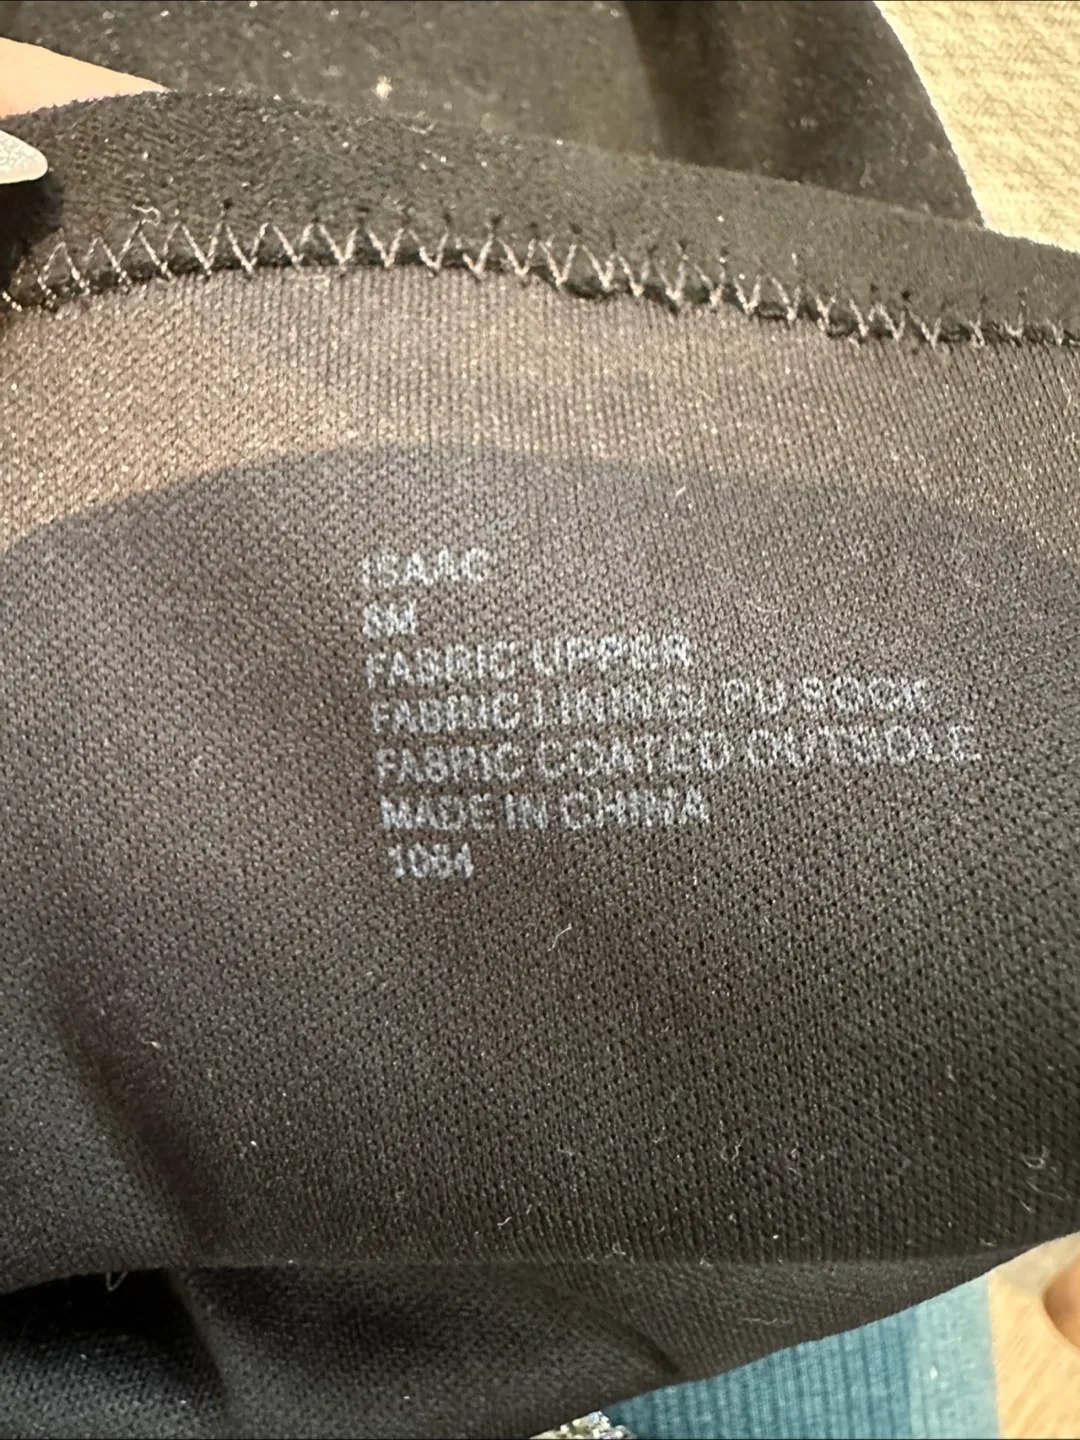 ISAAC
8M
FABRIC UPPER
FABRIC LINING/ PU SOCK
FABRIC COATED OUTSOLE
MADE IN CHINA
1084